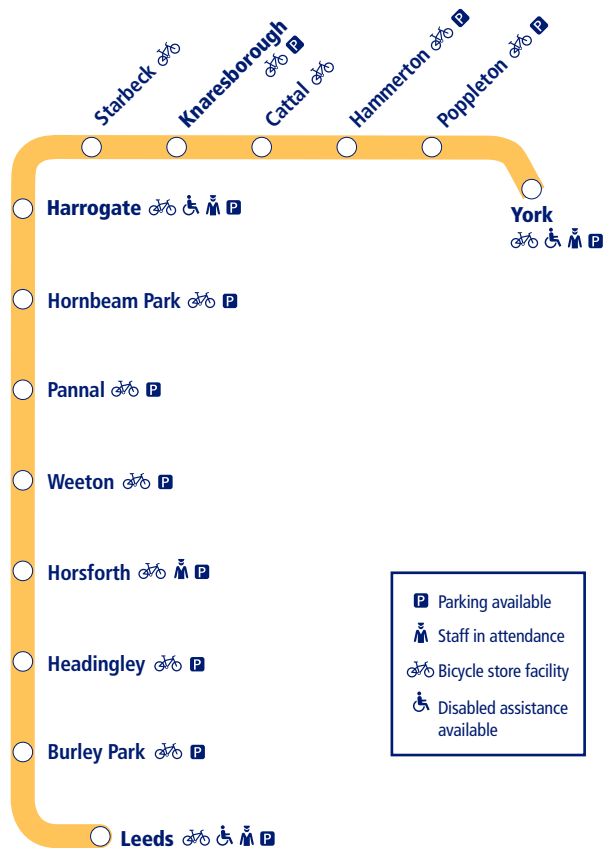 Starbeck
Knaresborough
P
Cattal
Hammerton P
Poppleton P
Harrogate P
York
P
Hornbeam Park P
Pannal P
Weeton P
Horsforth P
Headingley P
Burley Park P
Leeds P
P Parking available
Staff in attendance
Bicycle store facility
Disabled assistance
available